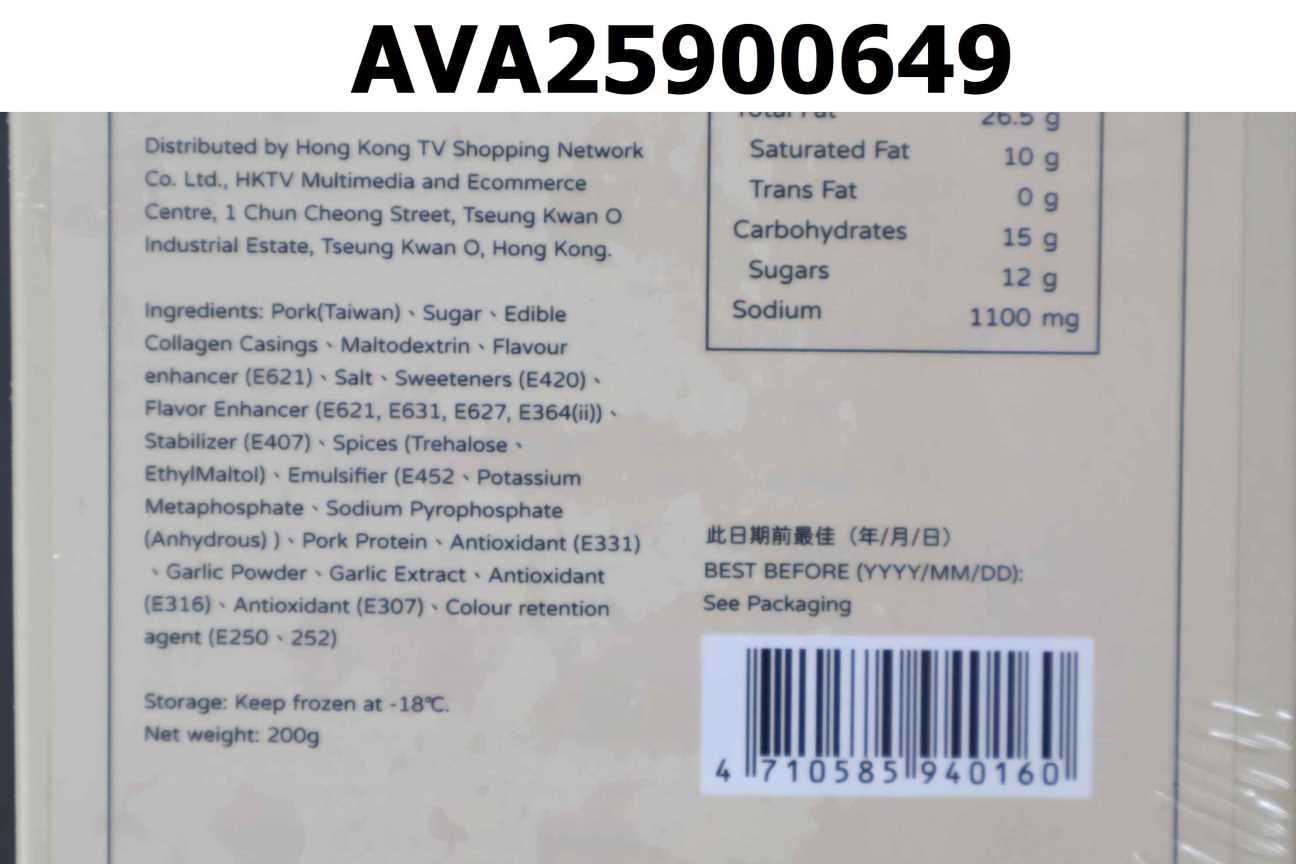 AVA25900649
Distributed by Hong Kong TV Shopping Network
Co. Ltd., HKTV Multimedia and Ecommerce
Centre, 1 Chun Cheong Street, Tseung Kwan O
Industrial Estate, Tseung Kwan O, Hong Kong.
Ingredients: Pork(Taiwan)、Sugar、Edible
Collagen Casings、Maltodextrin、Flavour
enhancer (E621)、Salt、Sweeteners (E420)、
Flavor Enhancer (E621, E631, E627, E364(ii))、
Stabilizer (E407)、Spices (Trehalose、
EthylMaltol)、Emulsifier (E452、Potassium
Metaphosphate、Sodium Pyrophosphate
(Anhydrous) )、Pork Protein、Antioxidant (E331)
、Garlic Powder、Garlic Extract、Antioxidant
(E316)、Antioxidant (E307)、Colour retention
agent (E250、252)
Storage: Keep frozen at -18℃.
Net weight: 200g
Total Fat 26.5 g
Saturated Fat 10 g
Trans Fat 0 g
Carbohydrates 15 g
Sugars 12 g
Sodium 1100 mg
此日期前最佳（年/月/日）
BEST BEFORE (YYYY/MM/DD):
See Packaging
4 710585 940160